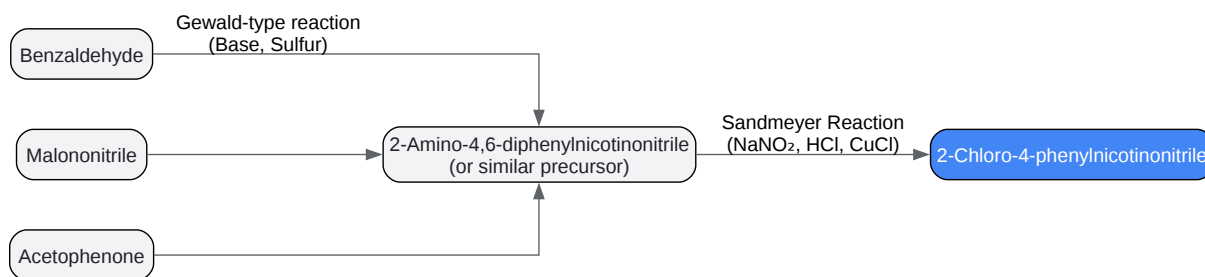 Gewald-type reaction
(Base, Sulfur)
Benzaldehyde
Malononitrile
2-Amino-4,6-diphenylnicotinonitrile
(or similar precursor)
Sandmeyer Reaction
(NaNO₂, HCl, CuCl)
2-Chloro-4-phenylnicotinonitrile
Acetophenone